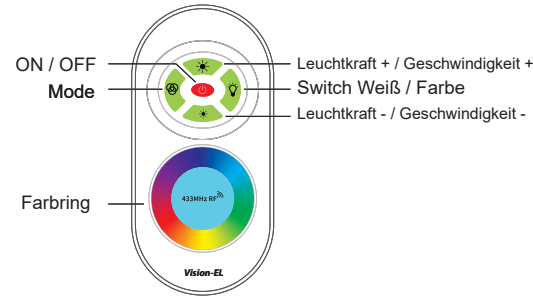 ON / OFF
Mode
Leuchtkraft + / Geschwindigkeit +
Switch Weiß / Farbe
Leuchtkraft - / Geschwindigkeit -
Farbring
433MHz RF
Vision-EL